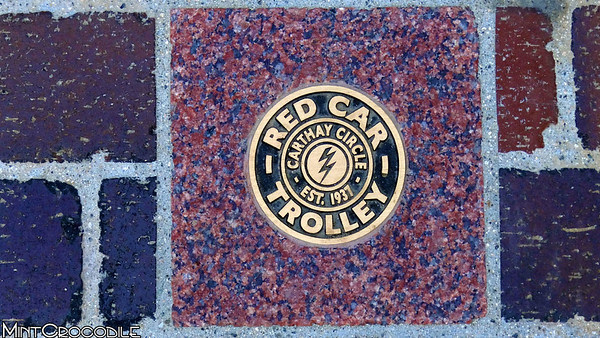 RED CAR
CARTHAY CIRCLE
EST. 1937
TROLLEY
MINTCROCODILE